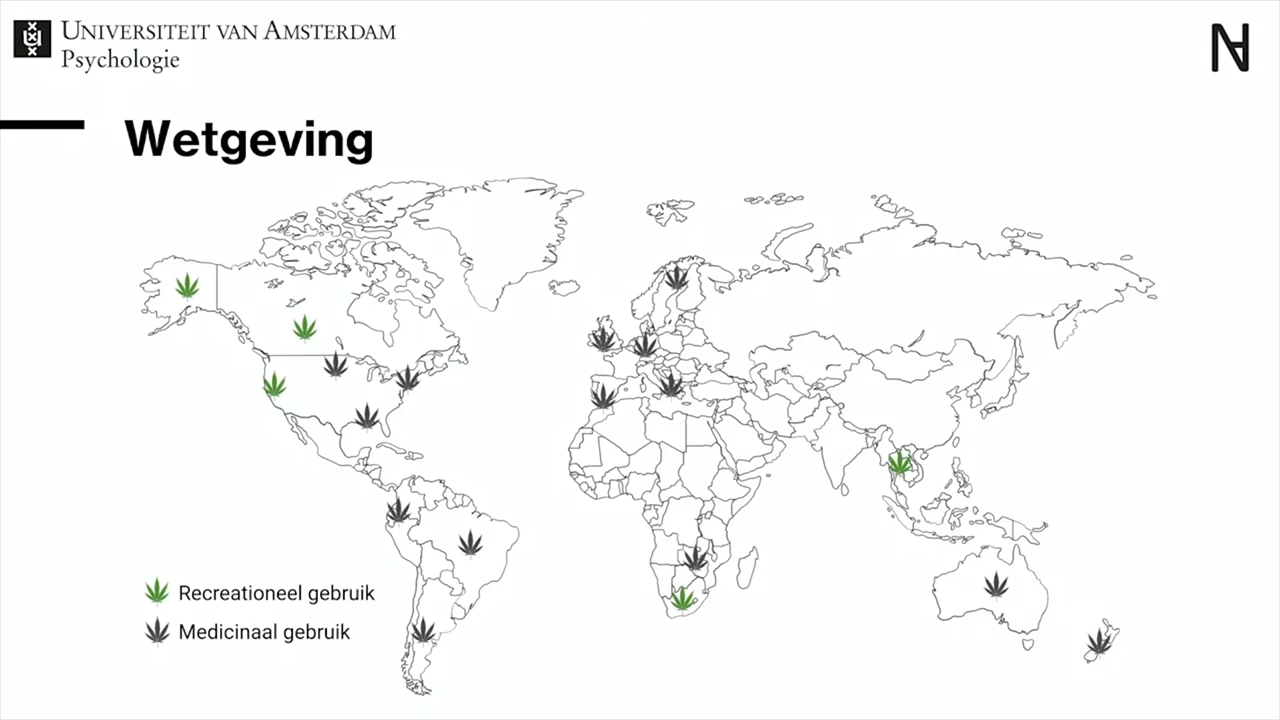 UNIVERSITEIT VAN AMSTERDAM
Psychologie
Wetgeving
Recreationeel gebruik
Medicinaal gebruik